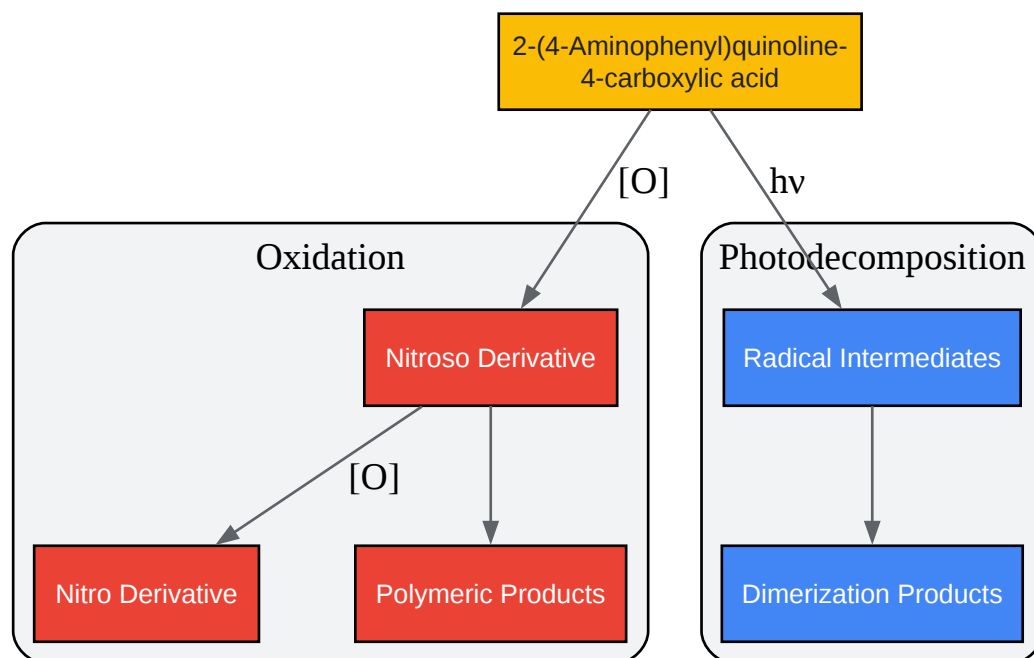 2-(4-Aminophenyl)quinoline-
4-carboxylic acid
[O]
hν
Oxidation
Photodecomposition
Nitroso Derivative
Radical Intermediates
[O]
Nitro Derivative
Polymeric Products
Dimerization Products